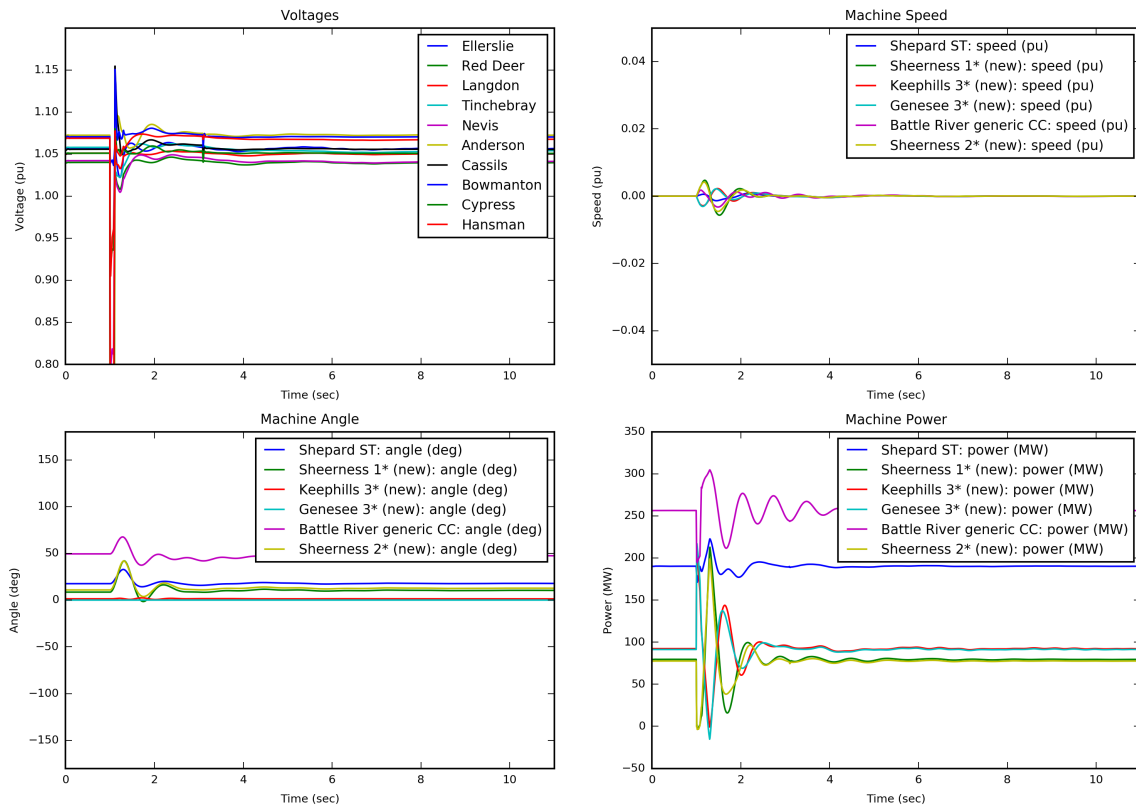 Voltages
Voltage (pu)
1.15
1.10
1.05
1.00
0.95
0.90
0.85
0.80
0 2 4 6 8 10
Time (sec)
Ellerslie
Red Deer
Langdon
Tinchebray
Nevis
Anderson
Cassils
Bowmanton
Cypress
Hansman
Machine Speed
Speed (pu)
0.04
0.02
0.00
−0.02
−0.04
0 2 4 6 8 10
Time (sec)
Shepard ST: speed (pu)
Sheerness 1* (new): speed (pu)
Keephills 3* (new): speed (pu)
Genesee 3* (new): speed (pu)
Battle River generic CC: speed (pu)
Sheerness 2* (new): speed (pu)
Machine Angle
Angle (deg)
150
100
50
0
−50
−100
−150
0 2 4 6 8 10
Time (sec)
Shepard ST: angle (deg)
Sheerness 1* (new): angle (deg)
Keephills 3* (new): angle (deg)
Genesee 3* (new): angle (deg)
Battle River generic CC: angle (deg)
Sheerness 2* (new): angle (deg)
Machine Power
Power (MW)
350
300
250
200
150
100
50
0
−50
0 2 4 6 8 10
Time (sec)
Shepard ST: power (MW)
Sheerness 1* (new): power (MW)
Keephills 3* (new): power (MW)
Genesee 3* (new): power (MW)
Battle River generic CC: power (MW)
Sheerness 2* (new): power (MW)